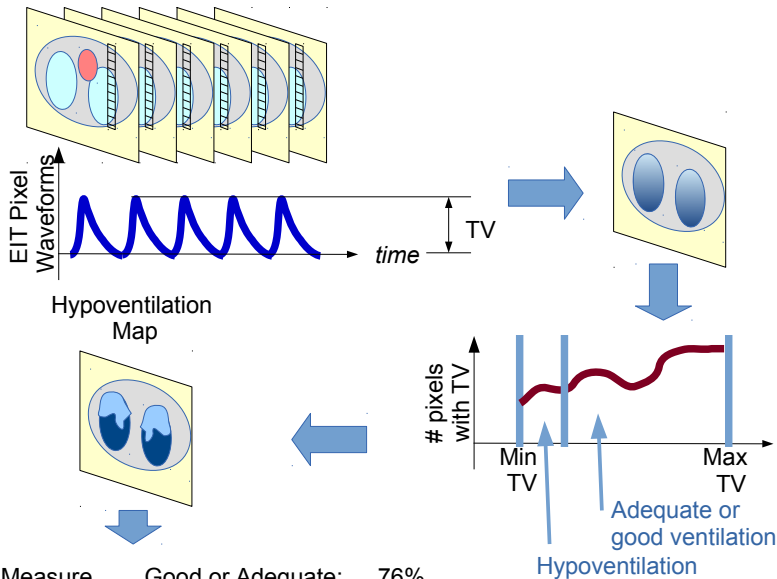 EIT Pixel
Waveforms
TV
time
Hypoventilation
Map
# pixels
with TV
Min
TV
Max
TV
Adequate or
good ventilation
Hypoventilation
Measure Good or Adequate: 76%